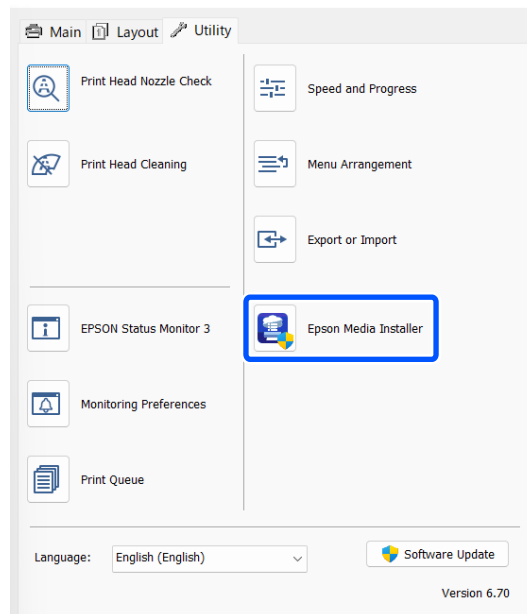 Main Layout Utility
Print Head Nozzle Check
Speed and Progress
Print Head Cleaning
Menu Arrangement
Export or Import
EPSON Status Monitor 3
Epson Media Installer
Monitoring Preferences
Print Queue
Language: English (English)
Software Update
Version 6.70